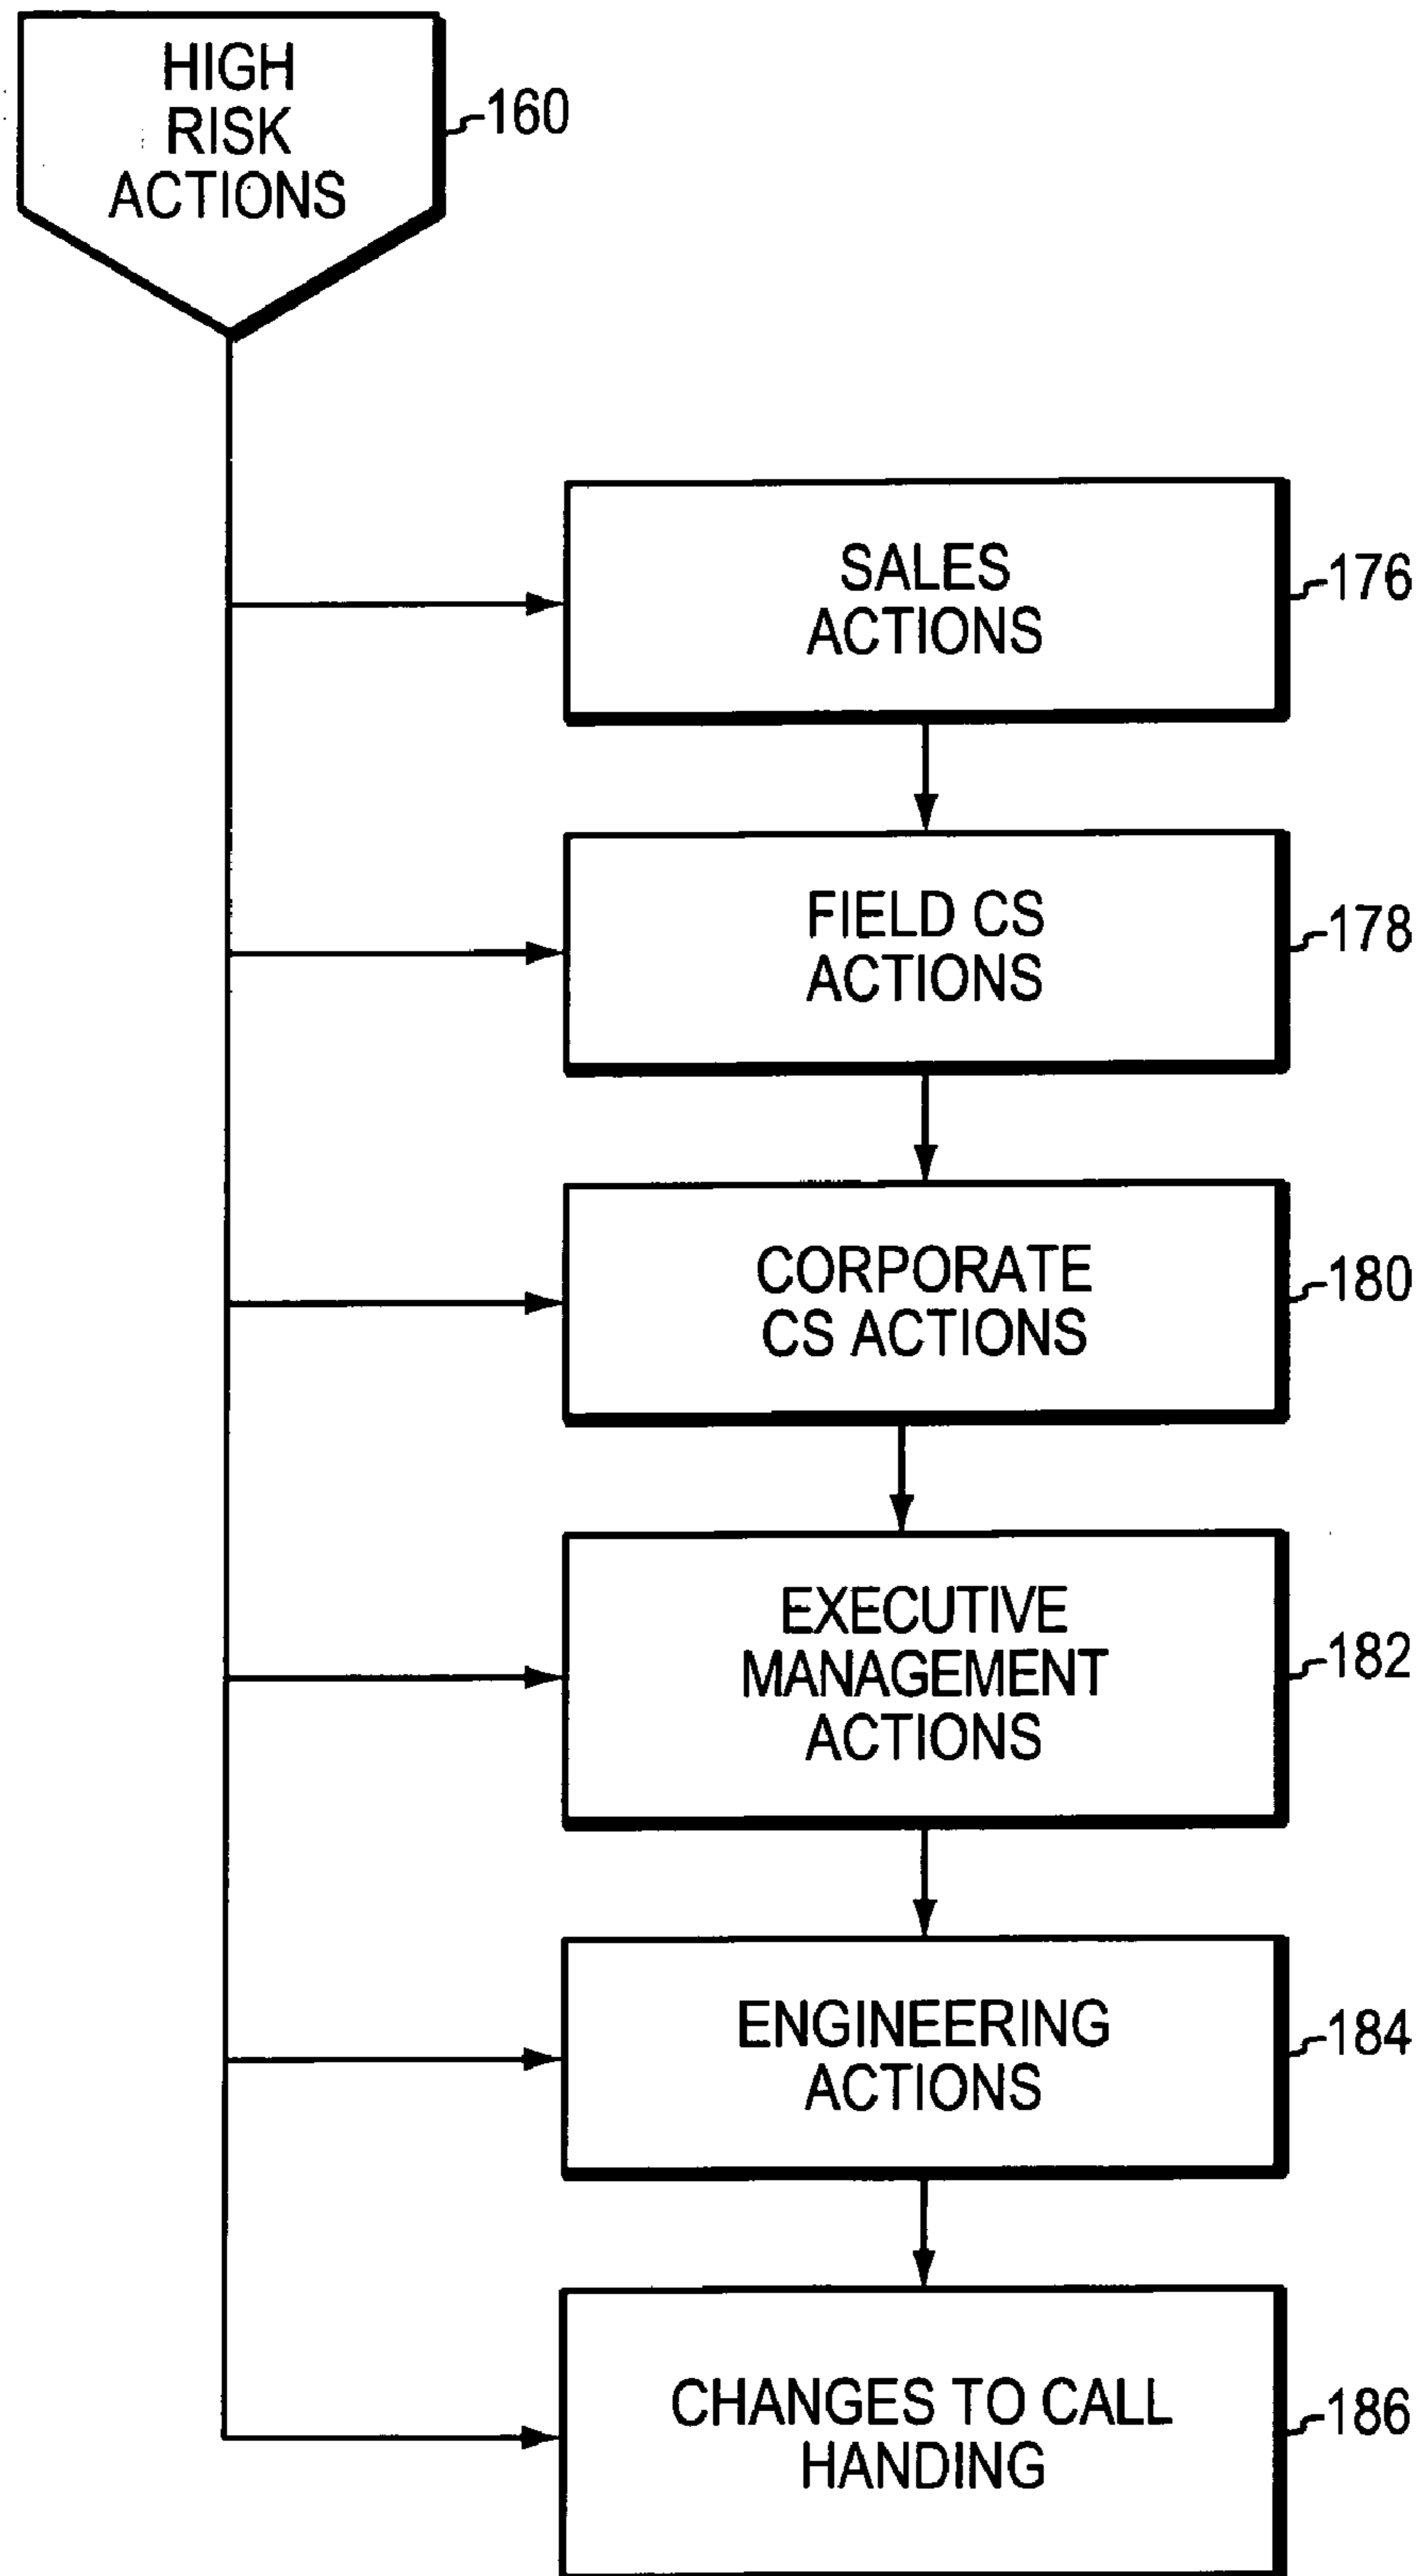 HIGH
RISK
ACTIONS
160
SALES
ACTIONS
176
FIELD CS
ACTIONS
178
CORPORATE
CS ACTIONS
180
EXECUTIVE
MANAGEMENT
ACTIONS
182
ENGINEERING
ACTIONS
184
CHANGES TO CALL
HANDING
186